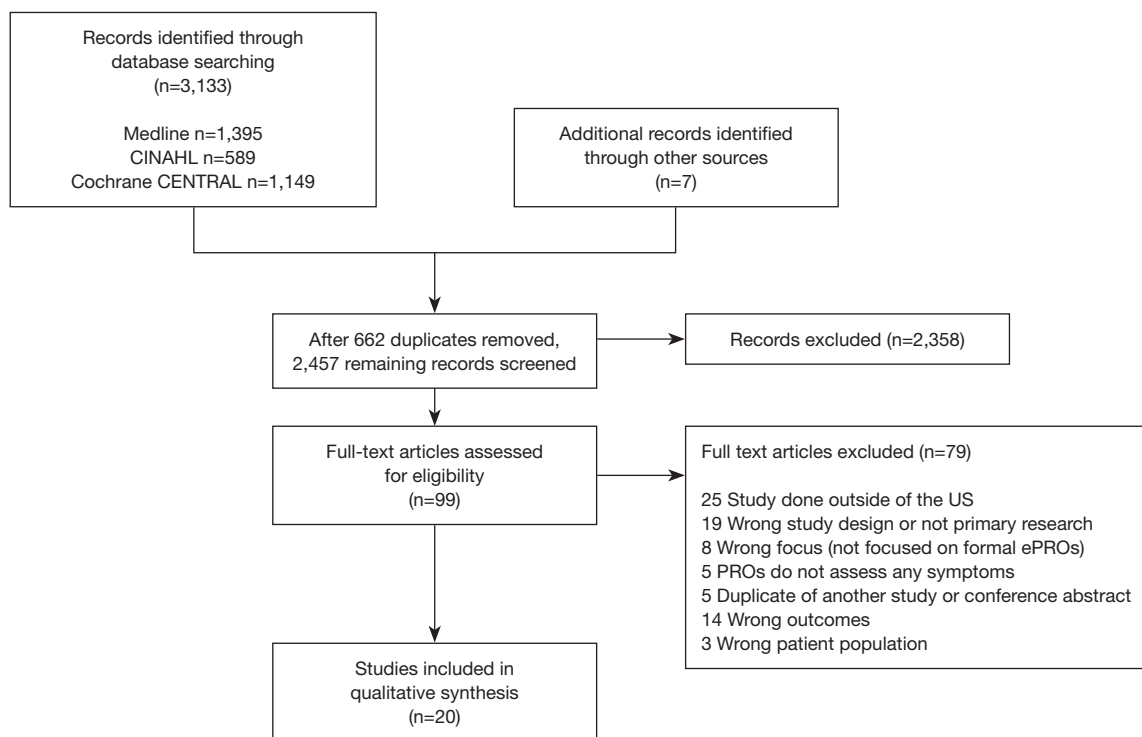 Records identified through
database searching
(n=3,133)
Medline n=1,395
CINAHL n=589
Cochrane CENTRAL n=1,149
Additional records identified
through other sources
(n=7)
After 662 duplicates removed,
2,457 remaining records screened
Records excluded (n=2,358)
Full-text articles assessed
for eligibility
(n=99)
Full text articles excluded (n=79)
25 Study done outside of the US
19 Wrong study design or not primary research
8 Wrong focus (not focused on formal ePROs)
5 PROs do not assess any symptoms
5 Duplicate of another study or conference abstract
14 Wrong outcomes
3 Wrong patient population
Studies included in
qualitative synthesis
(n=20)